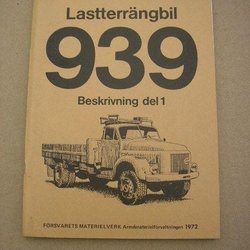 Lastterrängbil
939
Beskrivning del 1
FÖRSVARETS MATERIELVERK Armématerielförvaltningen 1972